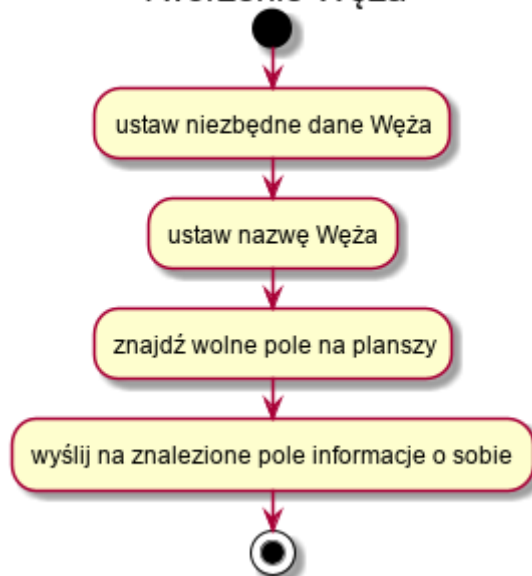 ustaw niezbędne dane Węża
ustaw nazwę Węża
znajdź wolne pole na planszy
wyślij na znalezione pole informacje o sobie